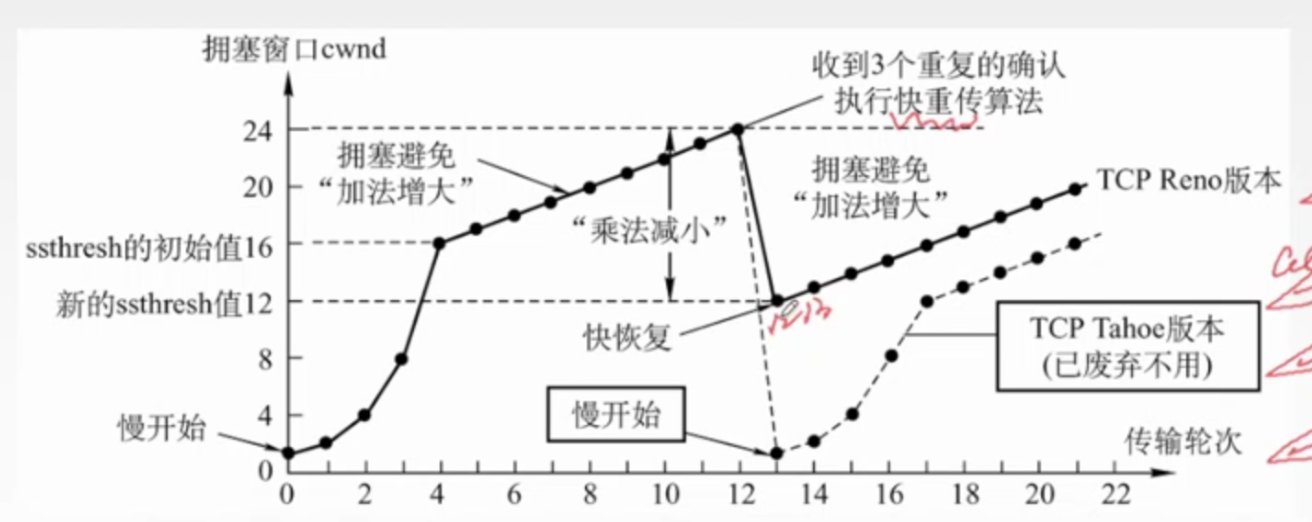 拥塞窗口cwnd
收到3个重复的确认
执行快重传算法
24
拥塞避免
“加法增大”
拥塞避免
“加法增大”
TCP Reno版本
20
“乘法减小”
ssthresh的初始值16
新的ssthresh值12
12 13
快恢复
TCP Tahoe版本
(已废弃不用)
8
慢开始
4
慢开始
传输轮次
0
0 2 4 6 8 10 12 14 16 18 20 22